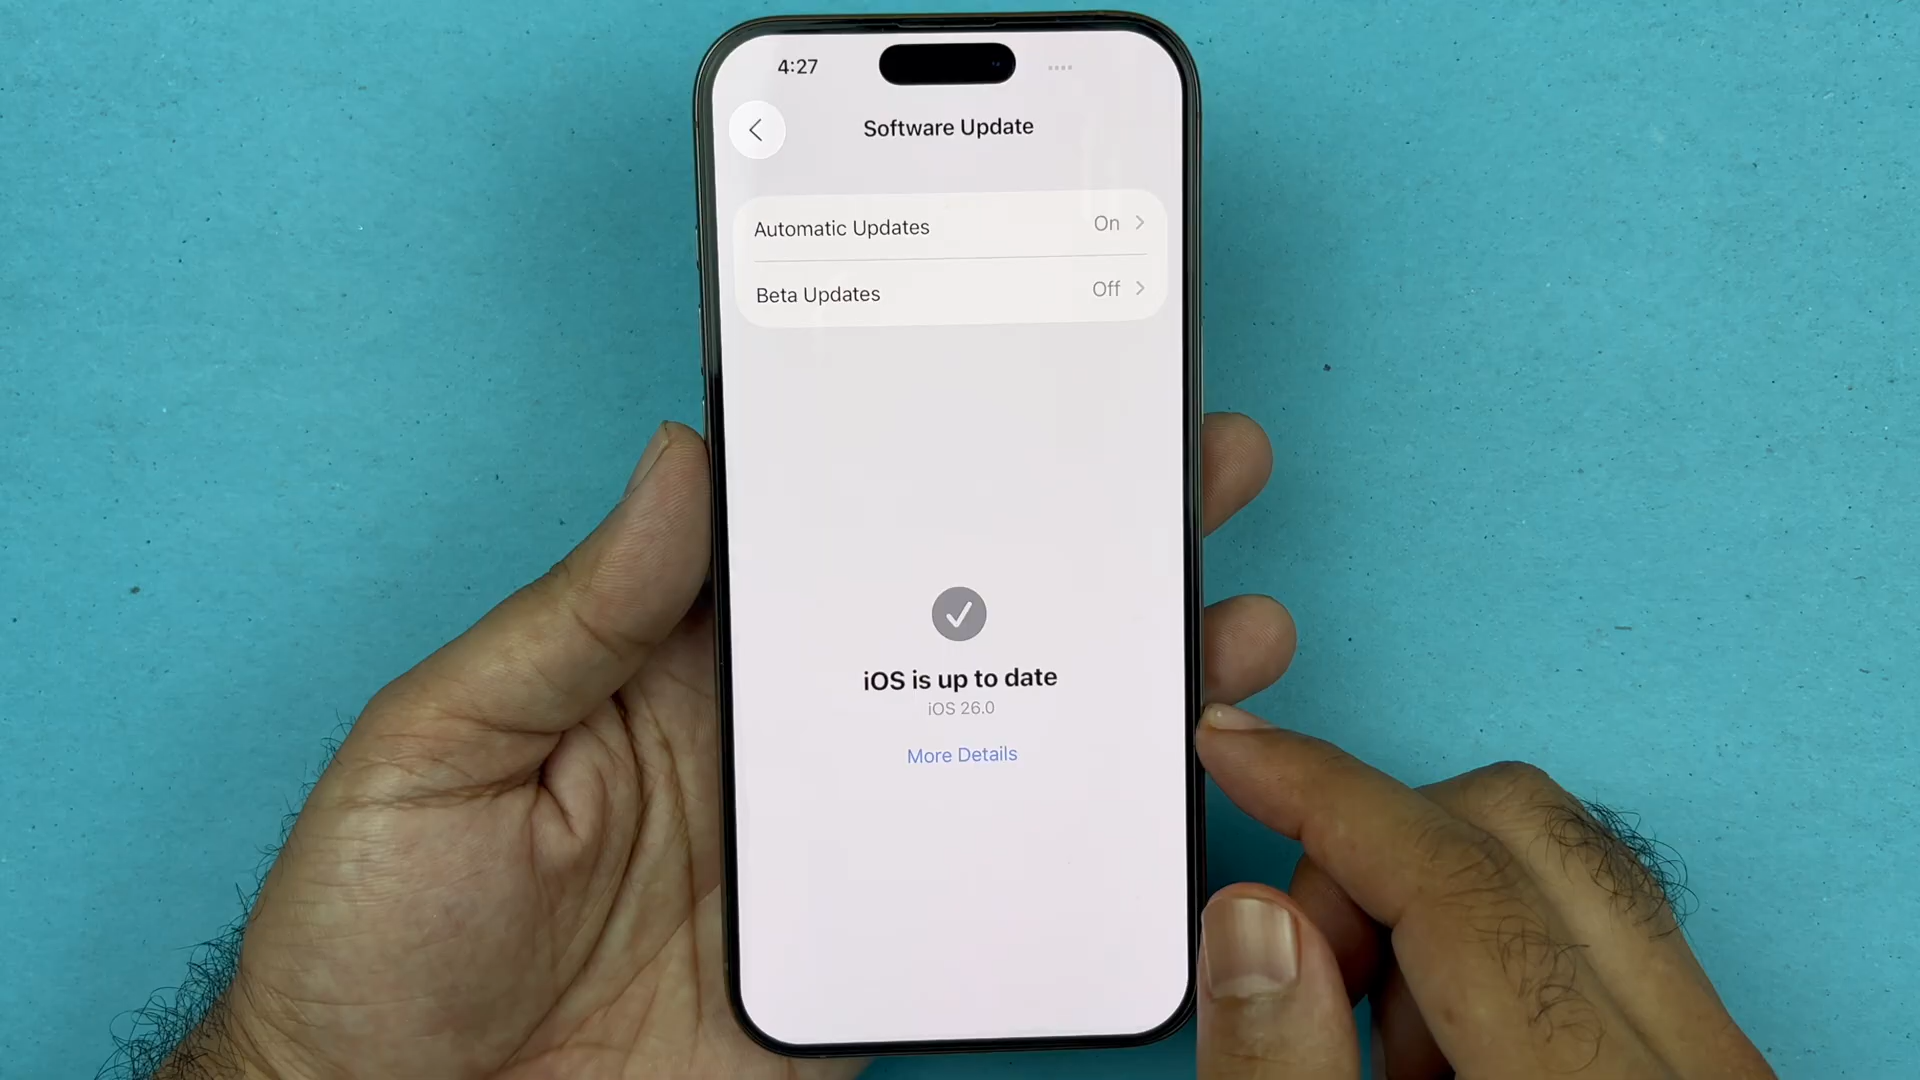 4:27
Software Update
Automatic Updates On
Beta Updates Off
iOS is up to date
iOS 26.0
More Details